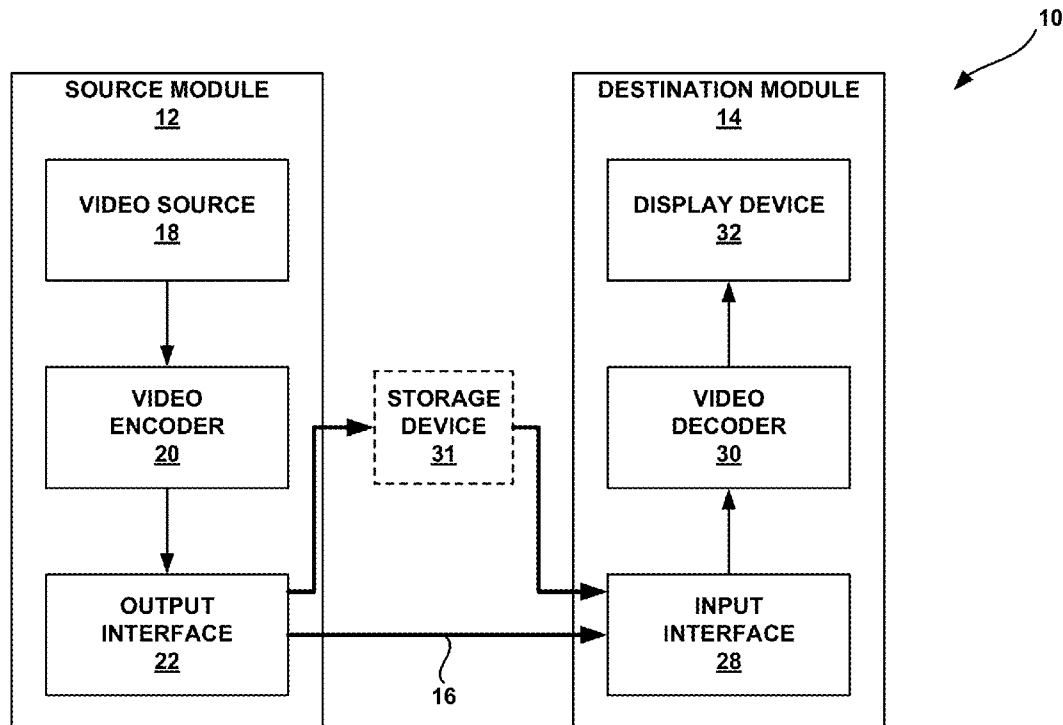 10
SOURCE MODULE
12
VIDEO SOURCE
18
VIDEO
ENCODER
20
OUTPUT
INTERFACE
22
STORAGE
DEVICE
31
16
DESTINATION MODULE
14
DISPLAY DEVICE
32
VIDEO
DECODER
30
INPUT
INTERFACE
28